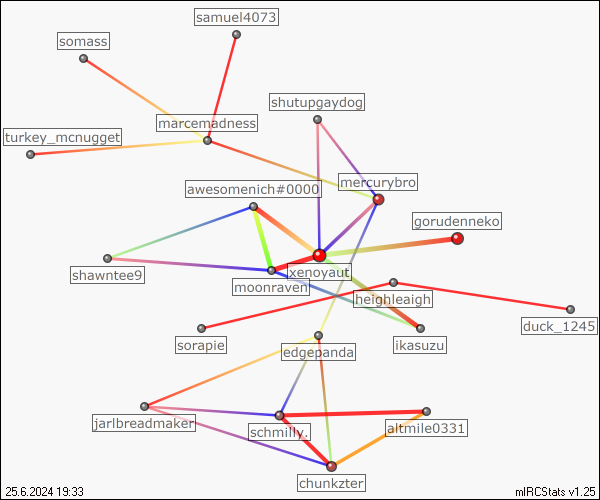 samuel4073
somass
shutupgaydog
marcemadness
turkey_mcnugget
mercurybro
awesomenich#0000
gorudenneko
xenoyaut
shawntee9
moonraven
heighleaigh
duck_1245
sorapie
ikasuzu
edgepanda
jarlbreadmaker
altmile0331
schmilly.
chunkzter
25.6.2024 19:33
mIRCStats v1.25